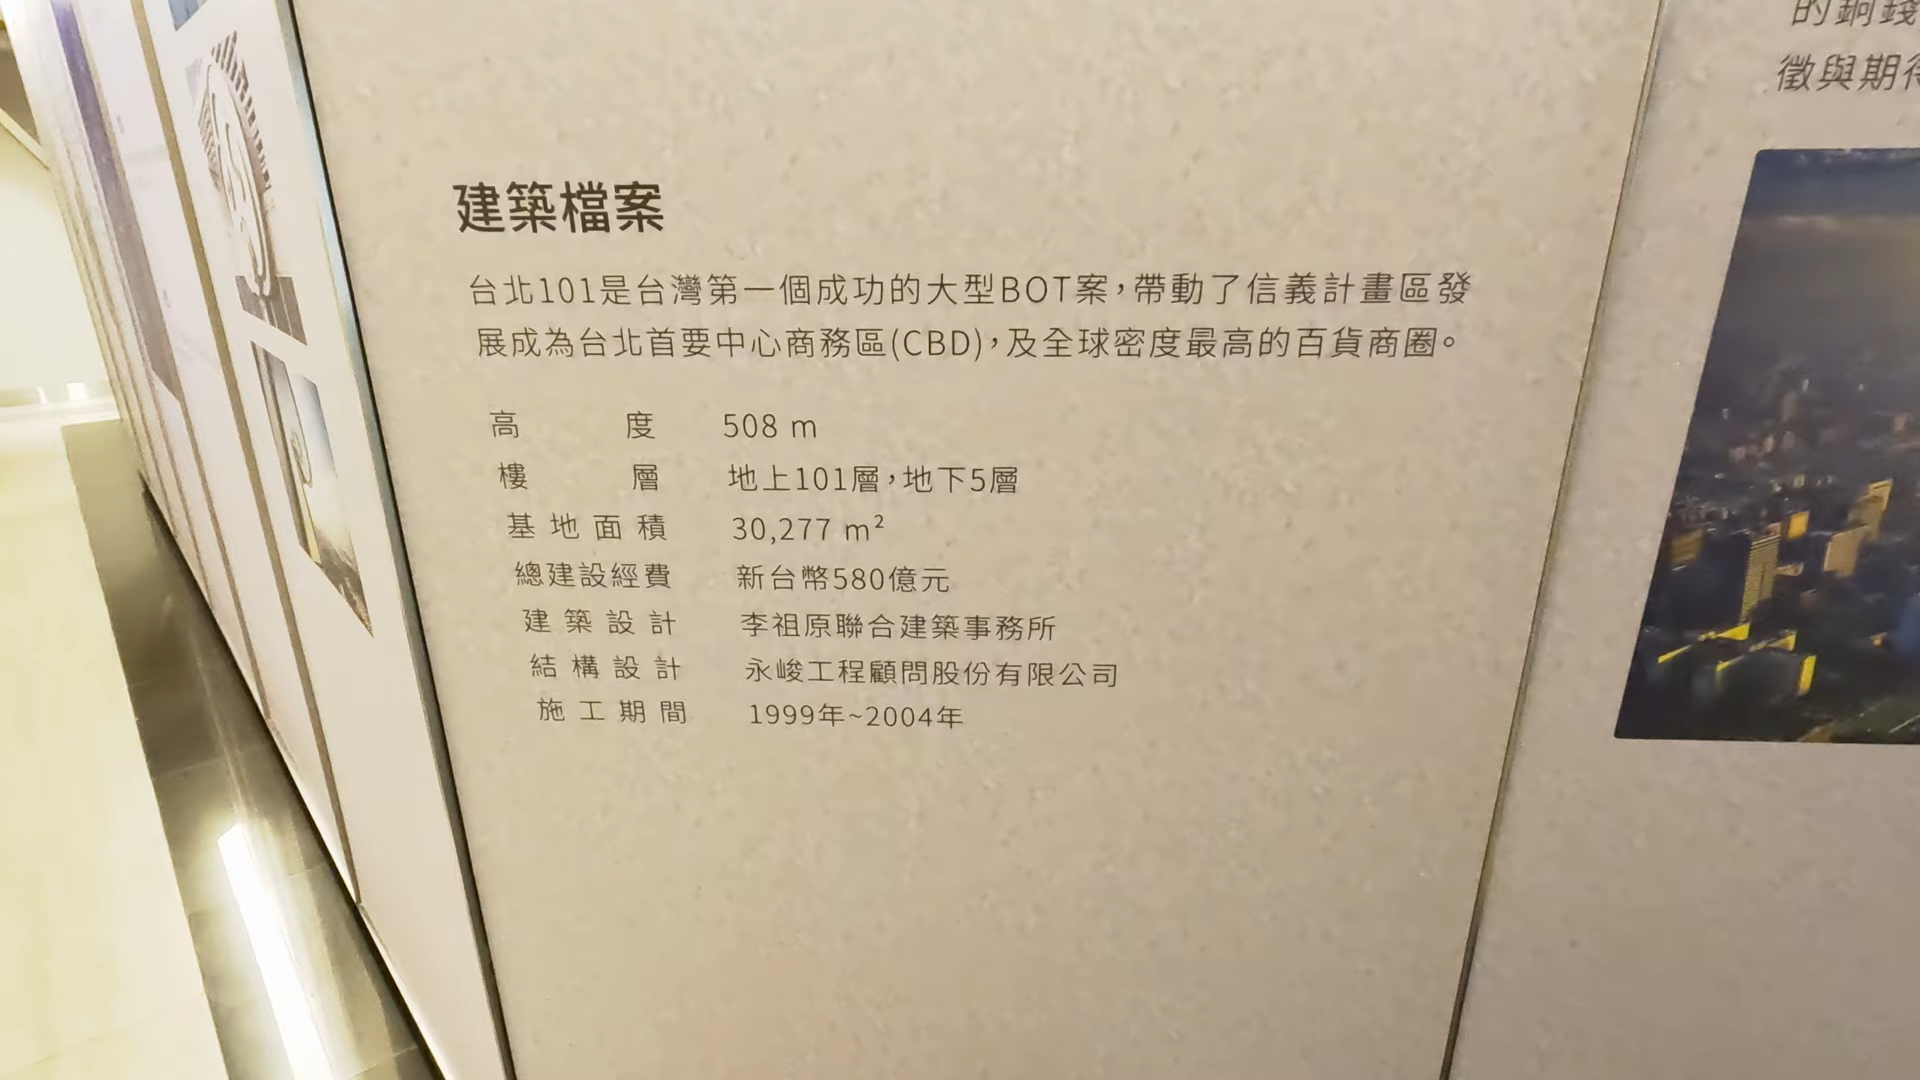 建築檔案
台北101是台灣第一個成功的大型BOT案，帶動了信義計畫區發
展成為台北首要中心商務區(CBD)，及全球密度最高的百貨商圈。
高度 508 m
樓層 地上101層，地下5層
基地面積 30,277 m²
總建設經費 新台幣580億元
建築設計 李祖原聯合建築事務所
結構設計 永峻工程顧問股份有限公司
施工期間 1999年~2004年
的銅錢
徵與期待